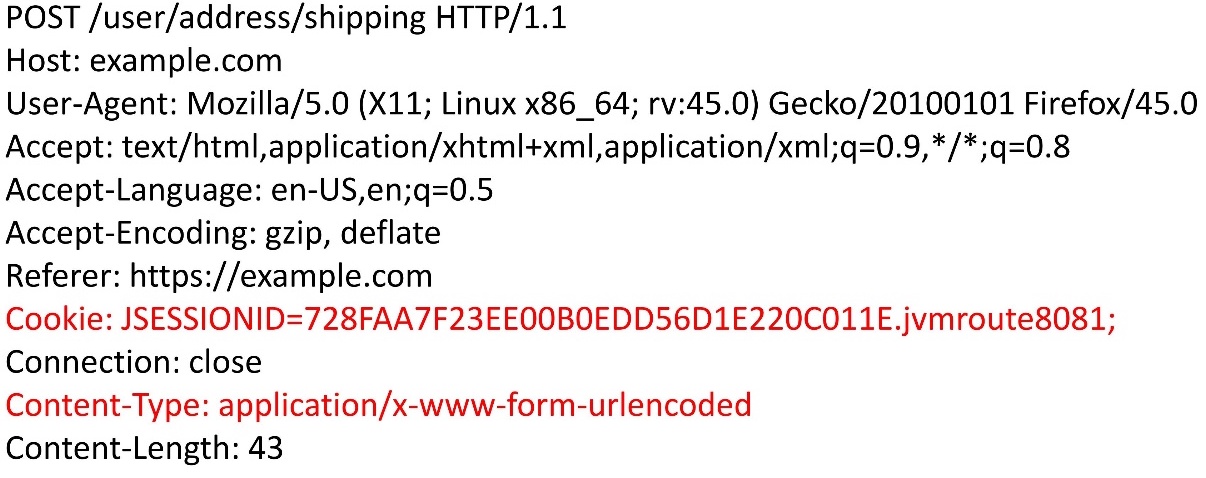 POST /user/address/shipping HTTP/1.1
Host: example.com
User-Agent: Mozilla/5.0 (X11; Linux x86_64; rv:45.0) Gecko/20100101 Firefox/45.0
Accept: text/html,application/xhtml+xml,application/xml;q=0.9,*/*;q=0.8
Accept-Language: en-US,en;q=0.5
Accept-Encoding: gzip, deflate
Referer: https://example.com
Cookie: JSESSIONID=728FAA7F23EE00B0EDD56D1E220C011E.jvmroute8081;
Connection: close
Content-Type: application/x-www-form-urlencoded
Content-Length: 43